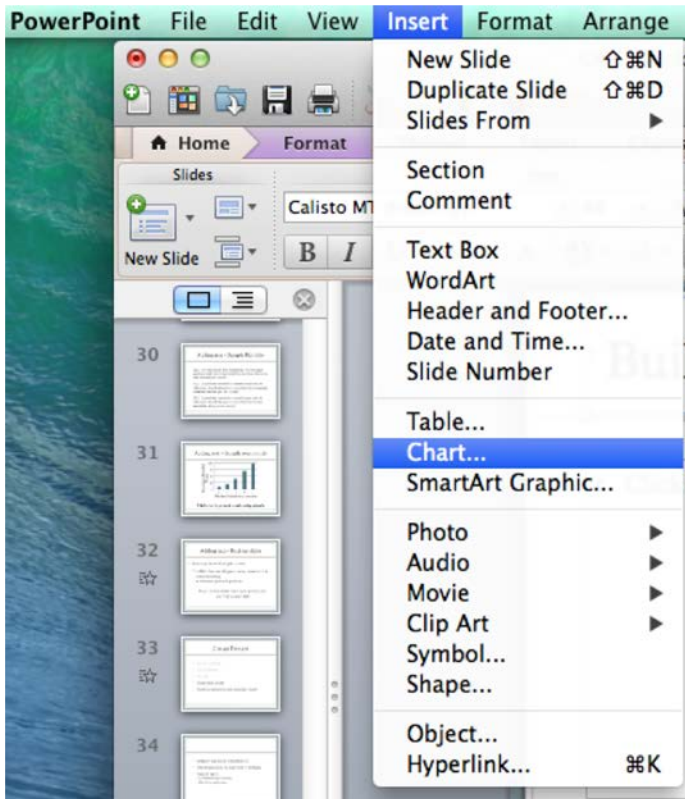 PowerPoint File Edit View Insert Format Arrange
New Slide ⇧⌘N
Duplicate Slide ⇧⌘D
Slides From ▶
Section
Comment
Text Box
WordArt
Header and Footer...
Date and Time...
Slide Number
Table...
Chart...
SmartArt Graphic...
Photo ▶
Audio ▶
Movie ▶
Clip Art ▶
Symbol...
Shape...
Object...
Hyperlink... ⌘K
Home Format
Slides
New Slide
Calisto MT
B I
30
31
32
33
34
Bui